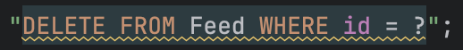 "DELETE FROM Feed WHERE id = ?";